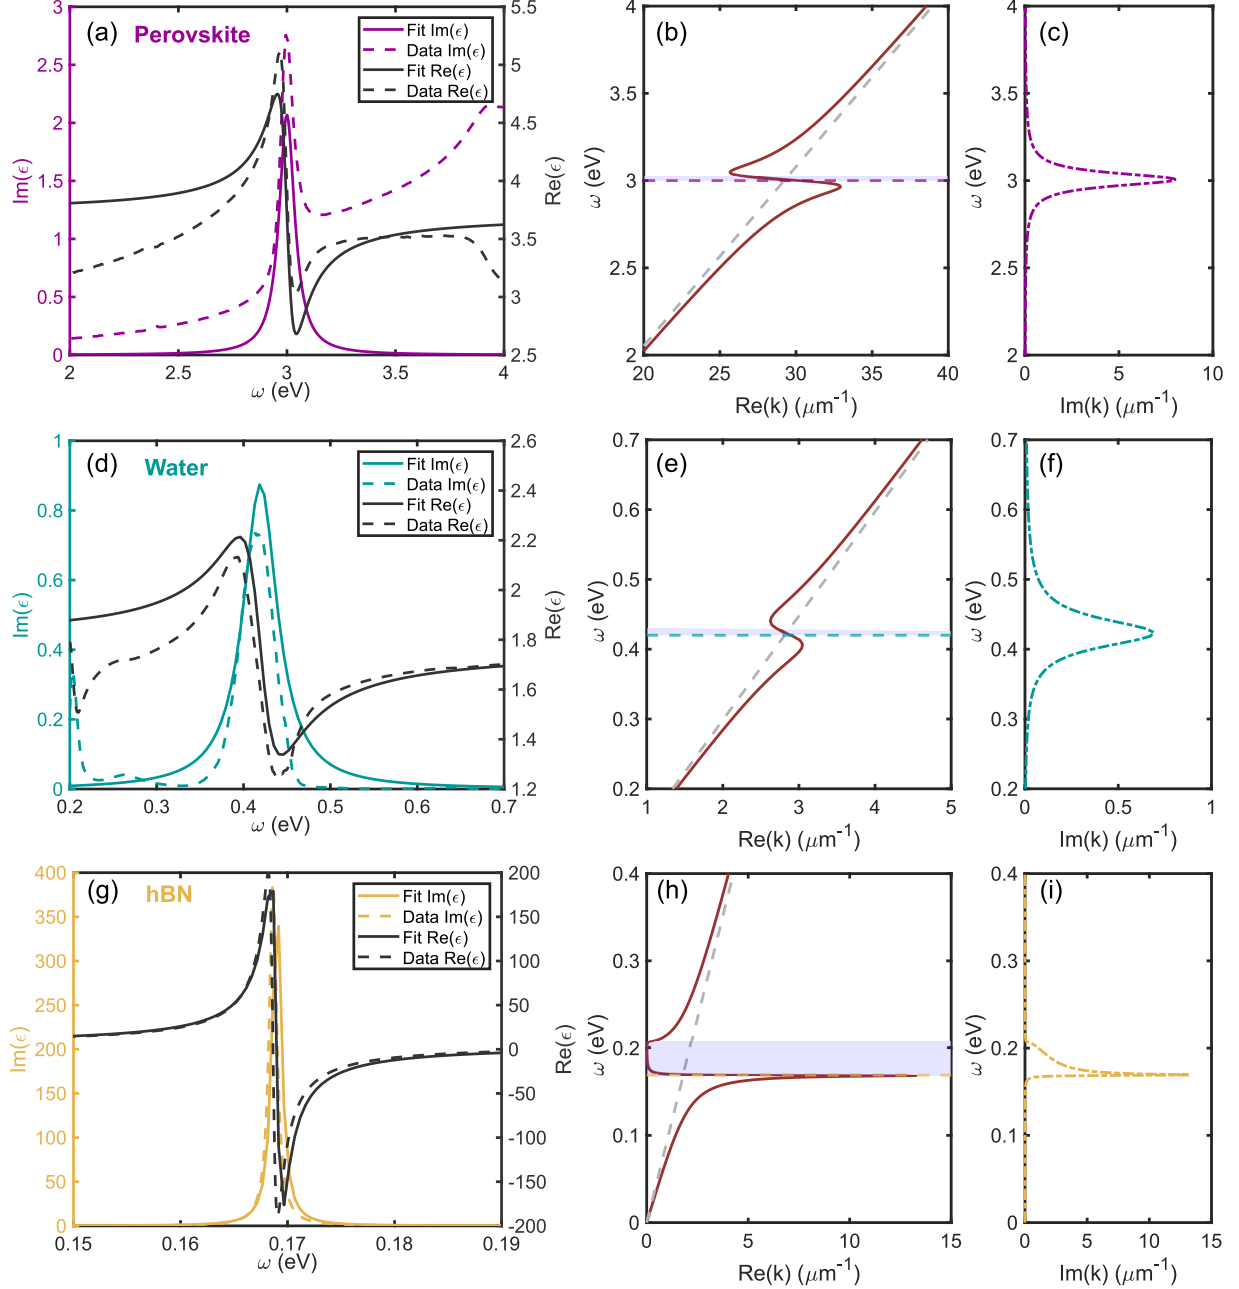 (a) Perovskite
Fit Im(ϵ)
Data Im(ϵ)
Fit Re(ϵ)
Data Re(ϵ)
3
2.5
2
1.5
1
0.5
0
Im(ϵ)
5.5
5
4.5
4
3.5
3
2.5
Re(ϵ)
2 2.5 3 3.5 4
ω (eV)
(b)
4
3.5
3
2.5
2
ω (eV)
20 25 30 35 40
Re(k) (μm⁻¹)
(c)
4
3.5
3
2.5
2
ω (eV)
0 5 10
Im(k) (μm⁻¹)
(d) Water
Fit Im(ϵ)
Data Im(ϵ)
Fit Re(ϵ)
Data Re(ϵ)
1
0.8
0.6
0.4
0.2
0
Im(ϵ)
2.6
2.4
2.2
2
1.8
1.6
1.4
1.2
Re(ϵ)
0.2 0.3 0.4 0.5 0.6 0.7
ω (eV)
(e)
0.7
0.6
0.5
0.4
0.3
0.2
ω (eV)
1 2 3 4 5
Re(k) (μm⁻¹)
(f)
0.7
0.6
0.5
0.4
0.3
0.2
ω (eV)
0 0.5 1
Im(k) (μm⁻¹)
(g) hBN
Fit Im(ϵ)
Data Im(ϵ)
Fit Re(ϵ)
Data Re(ϵ)
400
350
300
250
200
150
100
50
0
Im(ϵ)
200
150
100
50
0
-50
-100
-150
-200
Re(ϵ)
0.15 0.16 0.17 0.18 0.19
ω (eV)
(h)
0.4
0.3
0.2
0.1
0
ω (eV)
0 5 10 15
Re(k) (μm⁻¹)
(i)
0.4
0.3
0.2
0.1
0
ω (eV)
0 5 10 15
Im(k) (μm⁻¹)